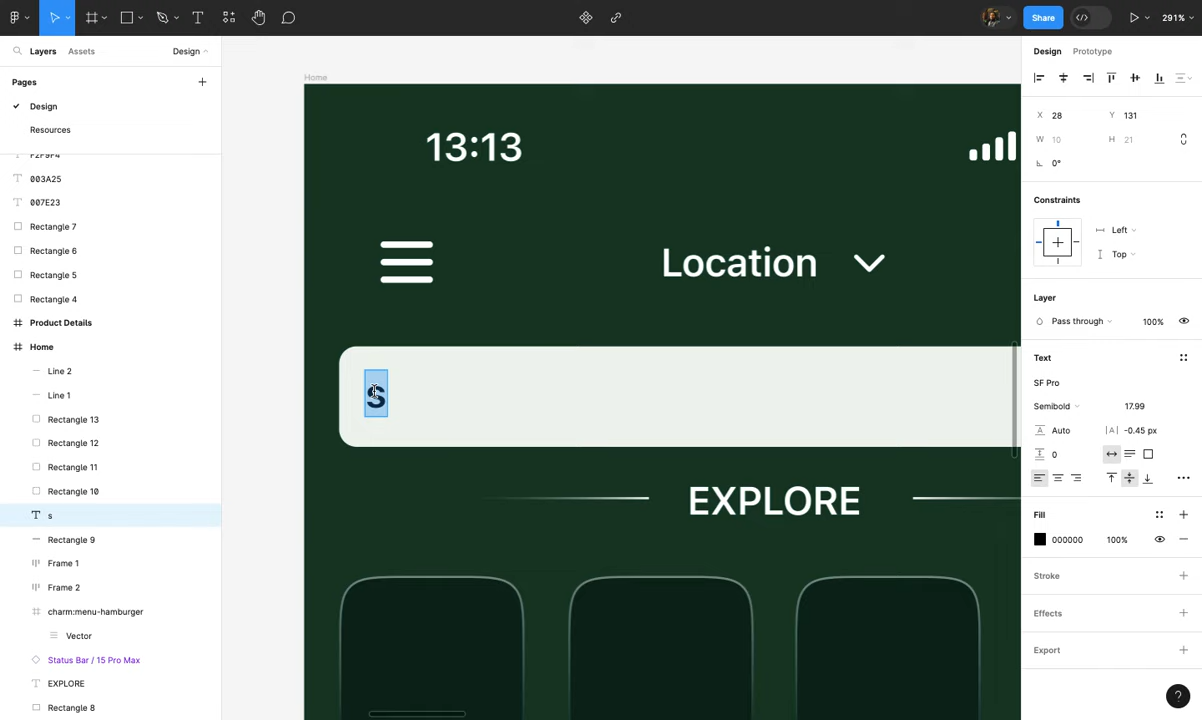 Share
291%
Layers
Assets
Design
Pages
Design
Resources
F2F9F4
003A25
007E23
Rectangle 7
Rectangle 6
Rectangle 5
Rectangle 4
Product Details
Home
Line 2
Line 1
Rectangle 13
Rectangle 12
Rectangle 11
Rectangle 10
s
Rectangle 9
Frame 1
Frame 2
charm:menu-hamburger
Vector
Status Bar / 15 Pro Max
EXPLORE
Rectangle 8
Home
13:13
Location
s
EXPLORE
Design
Prototype
X 28 Y 131
W 10 H 21
0°
Constraints
Left
Top
Layer
Pass through 100%
Text
SF Pro
Semibold 17.99
Auto -0.45 px
0
Fill
000000 100%
Stroke
Effects
Export
?